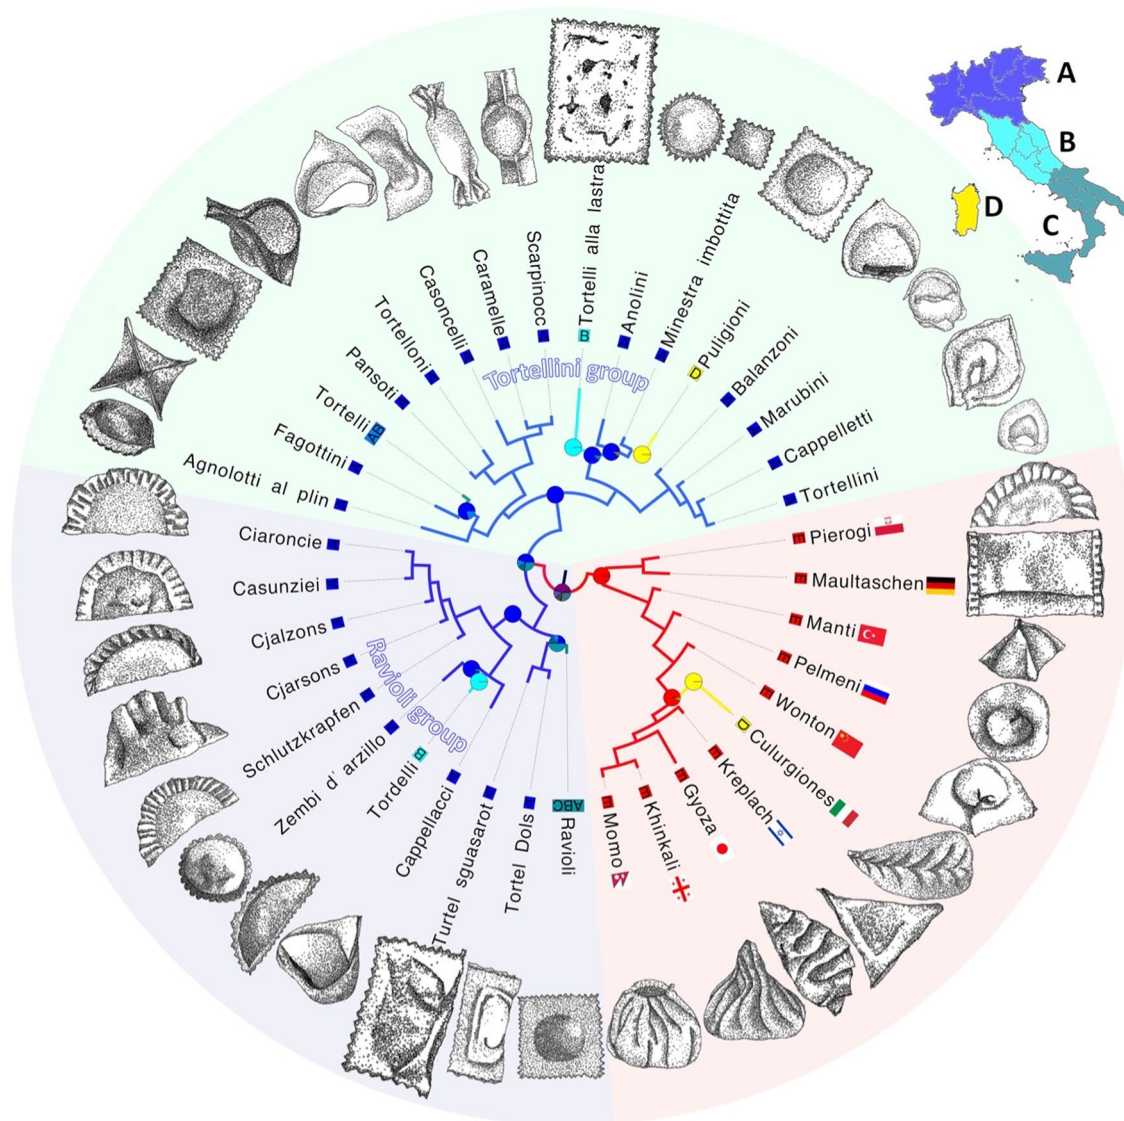 A
B
D
C
Tortellini group
Agnolotti al plin
Fagottini
Tortelli
AB
Pansoti
Tortelloni
Casoncelli
Caramelle
Scarpinocc
Tortelli alla lastra
B
Anolini
Minestra imbottita
Puligioni
D
Balanzoni
Marubini
Cappelletti
Tortellini
Pierogi
E
Maultaschen
E
Manti
E
Pelmeni
E
Wonton
E
Culurgiones
D
Kreplach
E
Gyoza
E
Khinkali
E
Momo
E
Ravioli group
Ciaroncie
Casunziei
Cjalzons
Cjarsons
Schlutzkrapfen
Zembi d' arzillo
Tordelli
B
Cappellacci
Turtel sguasarot
Tortel Dols
Ravioli
ABC